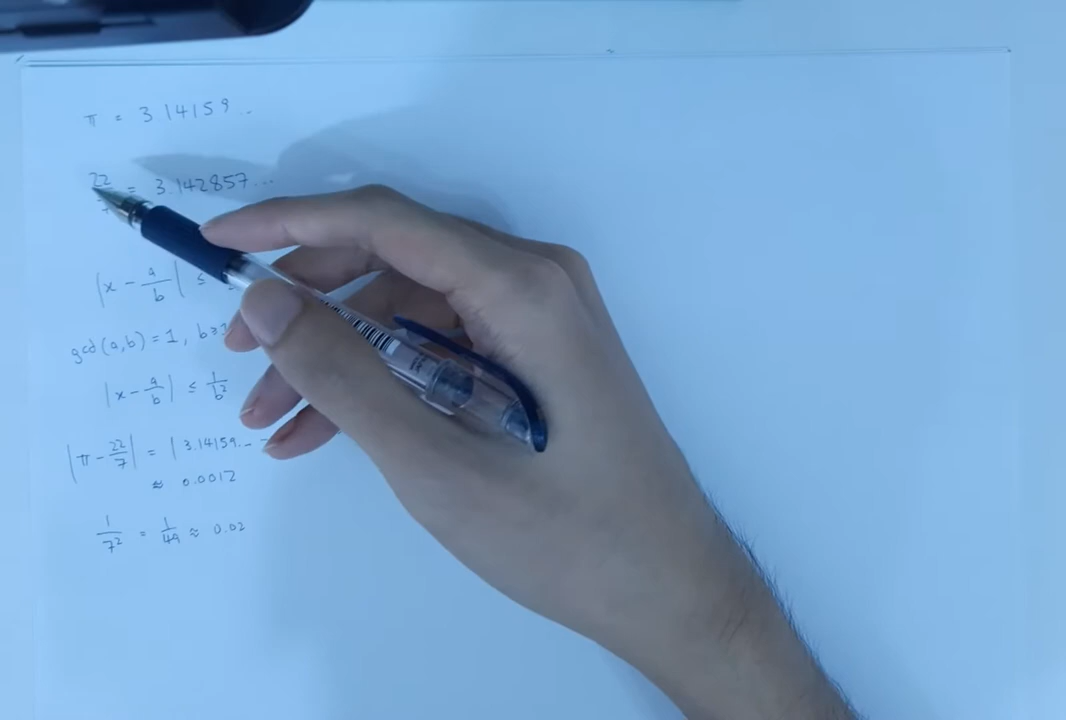 π = 3.14159...
22 = 3.142857...
|x - a/b| ≤
gcd(a,b) = 1, b≥1
|x - a/b| ≤ 1/b²
|π - 22/7| = |3.14159... -
≈ 0.0012
1/7² = 1/49 ≈ 0.02